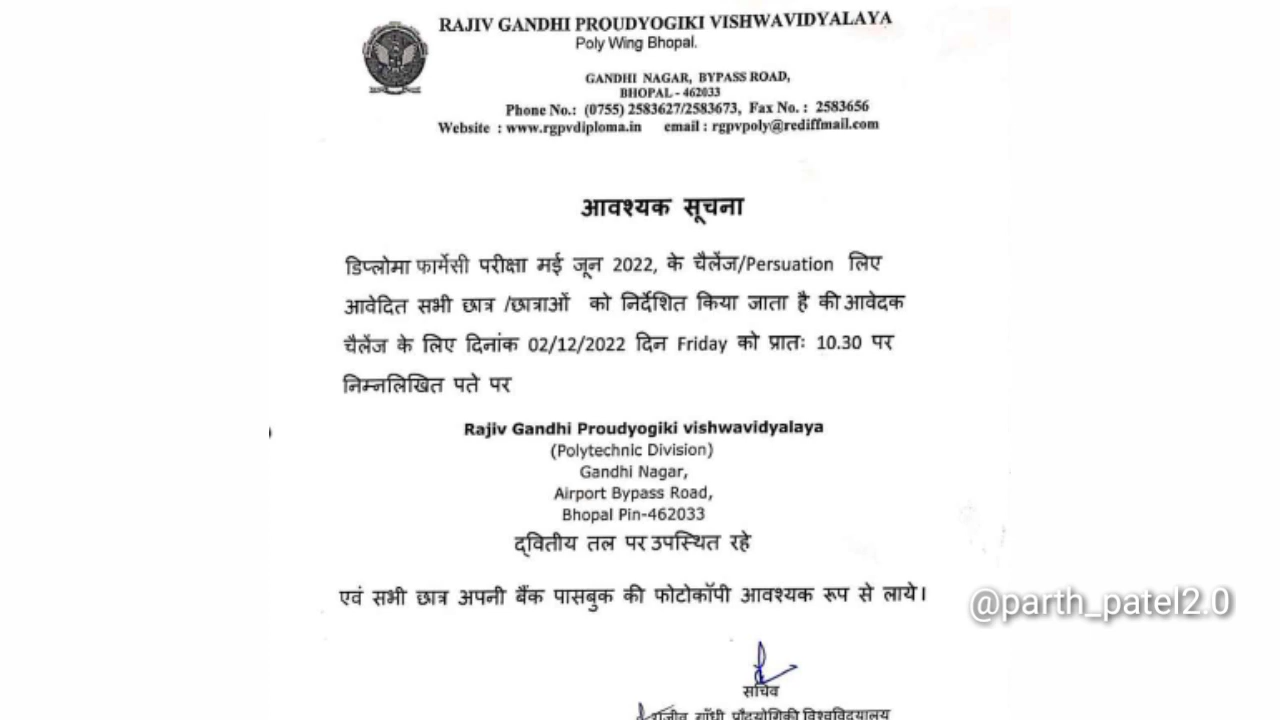 RAJIV GANDHI PROUDYOGIKI VISHWAVIDYALAYA
Poly Wing Bhopal.
GANDHI NAGAR, BYPASS ROAD,
BHOPAL - 462033
Phone No.: (0755) 2583627/2583673, Fax No. : 2583656
Website : www.rgpvdiploma.in email : rgpvpoly@rediffmail.com
आवश्यक सूचना
डिप्लोमा फार्मेसी परीक्षा मई जून 2022, के चैलेंज/Persuation लिए
आवेदित सभी छात्र /छात्राओं को निर्देशित किया जाता है की आवेदक
चैलेंज के लिए दिनांक 02/12/2022 दिन Friday को प्रातः 10.30 पर
निम्नलिखित पते पर
Rajiv Gandhi Proudyogiki vishwavidyalaya
(Polytechnic Division)
Gandhi Nagar,
Airport Bypass Road,
Bhopal Pin-462033
द्वितीय तल पर उपस्थित रहे
एवं सभी छात्र अपनी बैंक पासबुक की फोटोकॉपी आवश्यक रूप से लाये।
@parth_patel2.0
सचिव
राजीव गाँधी प्रौद्योगिकी विश्वविद्यालय